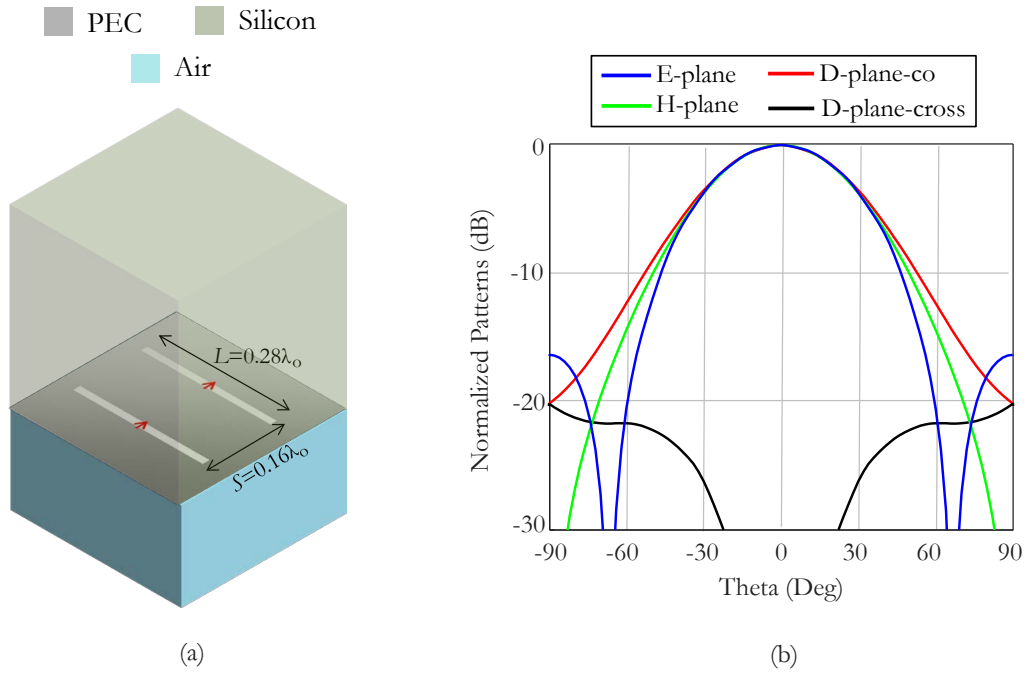 PEC
Silicon
Air
L=0.28λo
S=0.16λo
(a)
E-plane
D-plane-co
H-plane
D-plane-cross
Normalized Patterns (dB)
0
-10
-20
-30
-90
-60
-30
0
30
60
90
Theta (Deg)
(b)